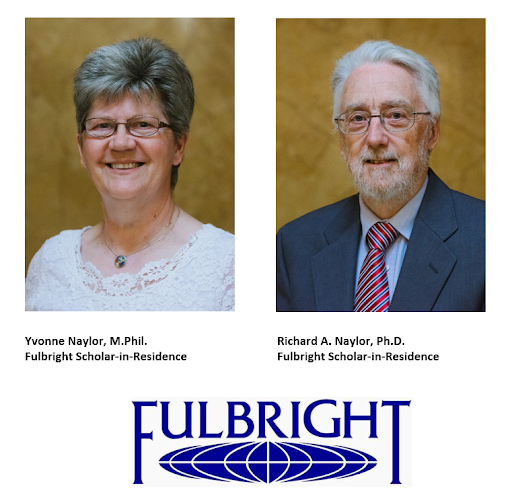 Yvonne Naylor, M.Phil.
Fulbright Scholar-in-Residence
Richard A. Naylor, Ph.D.
Fulbright Scholar-in-Residence
FULBRIGHT